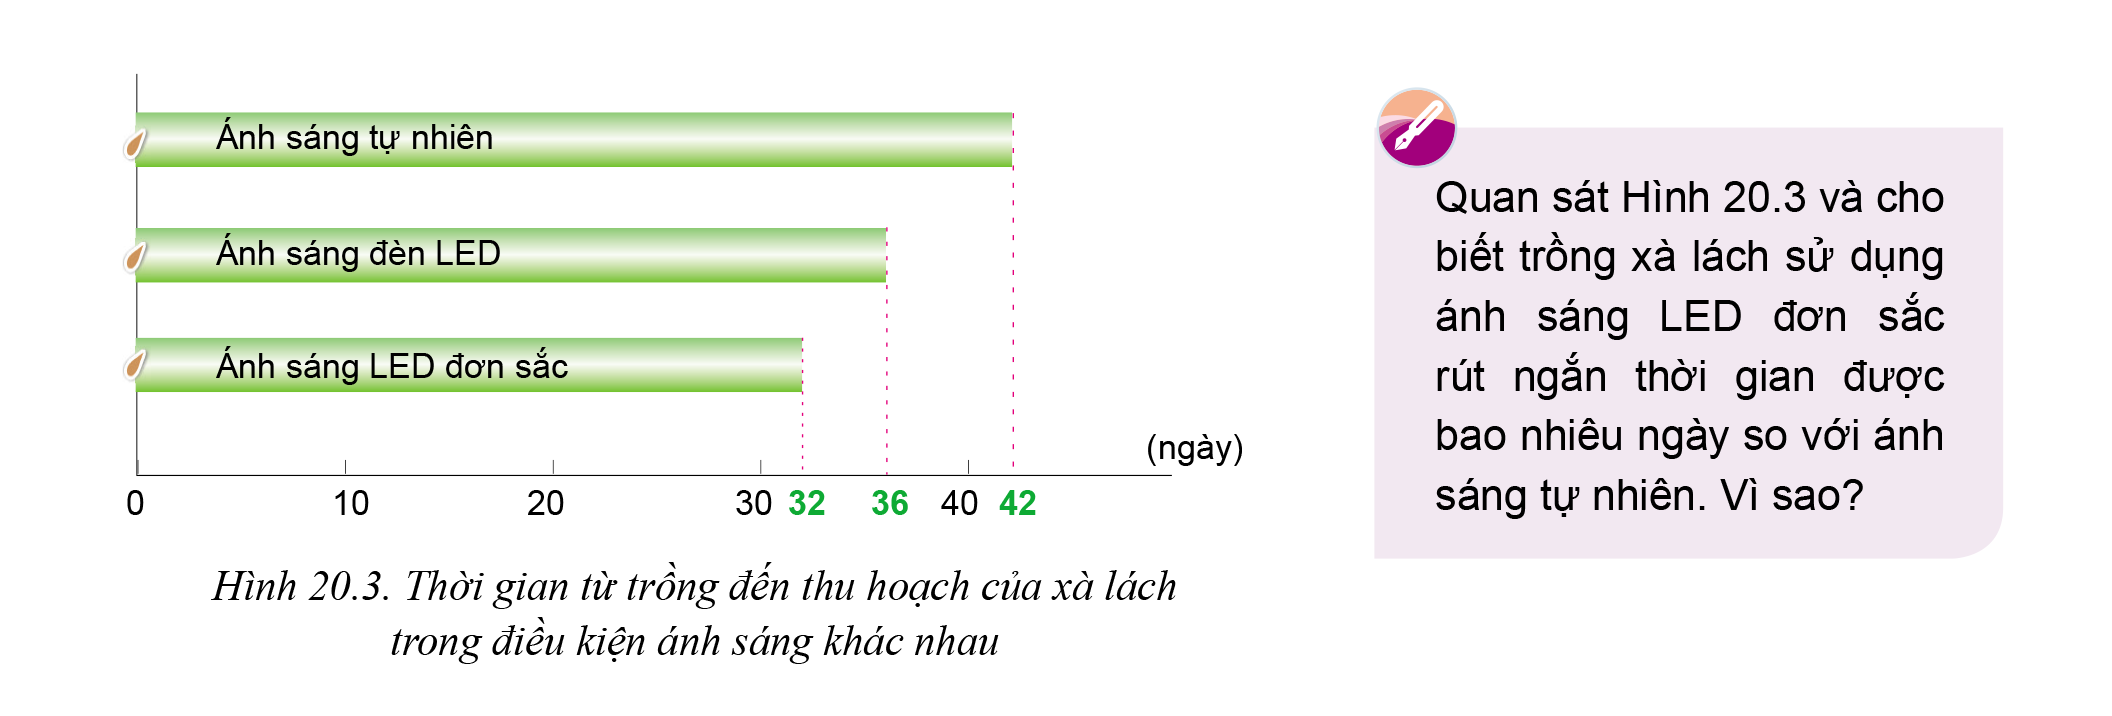 Ánh sáng tự nhiên
Ánh sáng đèn LED
Ánh sáng LED đơn sắc
(ngày)
0 10 20 30 32 36 40 42
Hình 20.3. Thời gian từ trồng đến thu hoạch của xà lách
trong điều kiện ánh sáng khác nhau
Quan sát Hình 20.3 và cho
biết trồng xà lách sử dụng
ánh sáng LED đơn sắc
rút ngắn thời gian được
bao nhiêu ngày so với ánh
sáng tự nhiên. Vì sao?